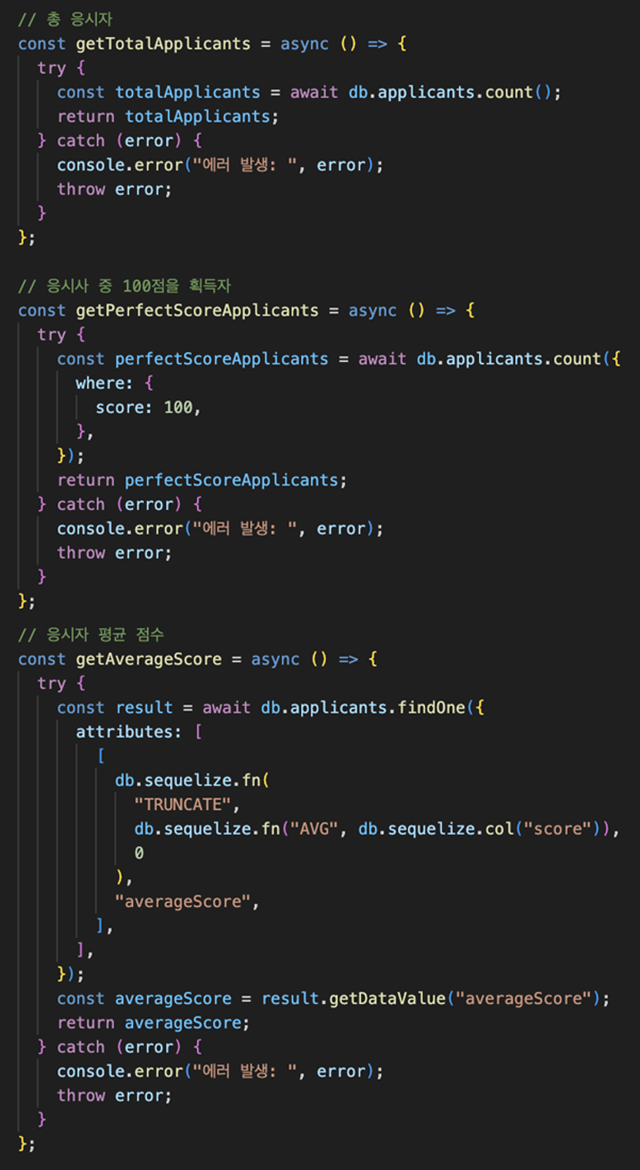 // 총 응시자
const getTotalApplicants = async () => {
try {
const totalApplicants = await db.applicants.count();
return totalApplicants;
} catch (error) {
console.error("에러 발생: ", error);
throw error;
}
};
// 응시사 중 100점을 획득자
const getPerfectScoreApplicants = async () => {
try {
const perfectScoreApplicants = await db.applicants.count({
where: {
score: 100,
},
});
return perfectScoreApplicants;
} catch (error) {
console.error("에러 발생: ", error);
throw error;
}
};
// 응시자 평균 점수
const getAverageScore = async () => {
try {
const result = await db.applicants.findOne({
attributes: [
[
db.sequelize.fn(
"TRUNCATE",
db.sequelize.fn("AVG", db.sequelize.col("score")),
0
),
"averageScore",
],
],
});
const averageScore = result.getDataValue("averageScore");
return averageScore;
} catch (error) {
console.error("에러 발생: ", error);
throw error;
}
};